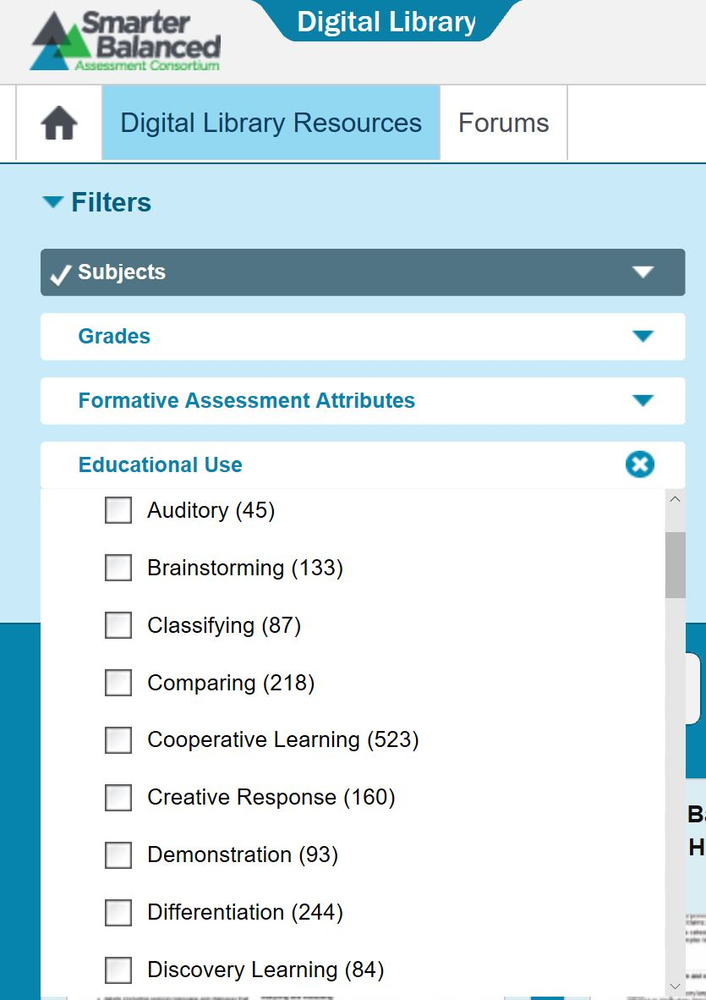 Smarter
Balanced
Assessment Consortium
Digital Library
Digital Library Resources
Forums
Filters
Subjects
Grades
Formative Assessment Attributes
Educational Use
Auditory (45)
Brainstorming (133)
Classifying (87)
Comparing (218)
Cooperative Learning (523)
Creative Response (160)
Demonstration (93)
Differentiation (244)
Discovery Learning (84)